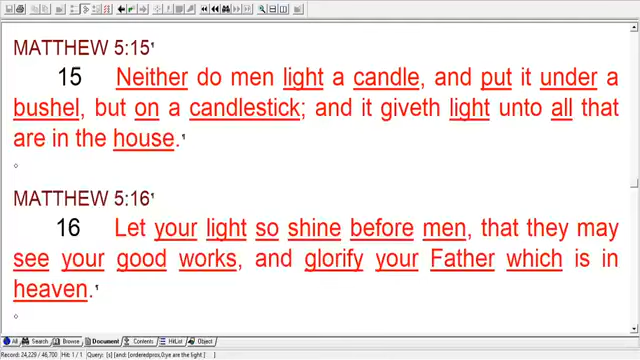 MATTHEW 5:15
15 Neither do men light a candle, and put it under a
bushel, but on a candlestick; and it giveth light unto all that
are in the house.
MATTHEW 5:16
16 Let your light so shine before men, that they may
see your good works, and glorify your Father which is in
heaven.
All Search Browse Document Contents HitList Object
Record: 24,229 / 46,700 Hit: 1 / 1 Query: [s] [and: [orderedprox,0:ye are the light ]